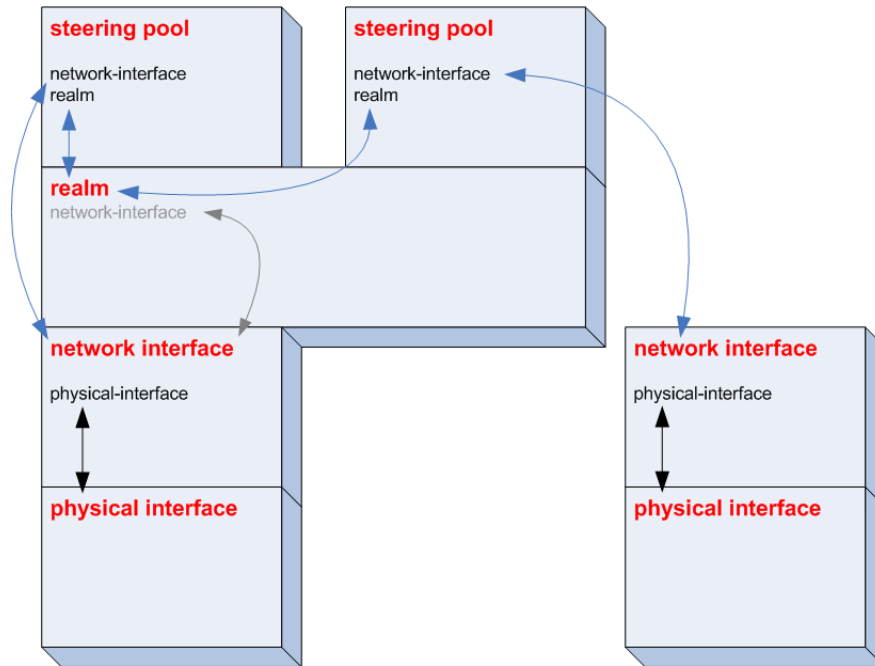 steering pool
network-interface
realm
steering pool
network-interface
realm
realm
network-interface
network interface
physical-interface
physical interface
network interface
physical-interface
physical interface